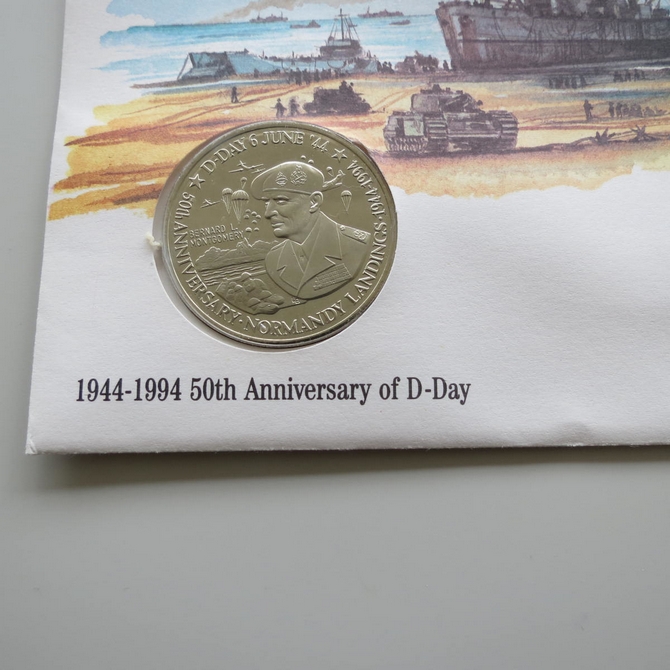 ★ D-DAY 6 JUNE '44 ★
50th ANNIVERSARY · NORMANDY LANDINGS · 1944-1994
BERNARD L.
MONTGOMERY
1944-1994 50th Anniversary of D-Day